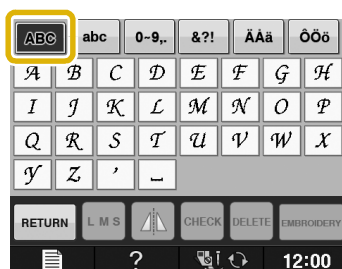 ABC abc 0~9,. &?! ÄÅä ÔÖö
A B C D E F G H
I J K L M N O P
Q R S T U V W X
Y Z ’ _
RETURN L M S CHECK DELETE EMBROIDERY
? 12:00